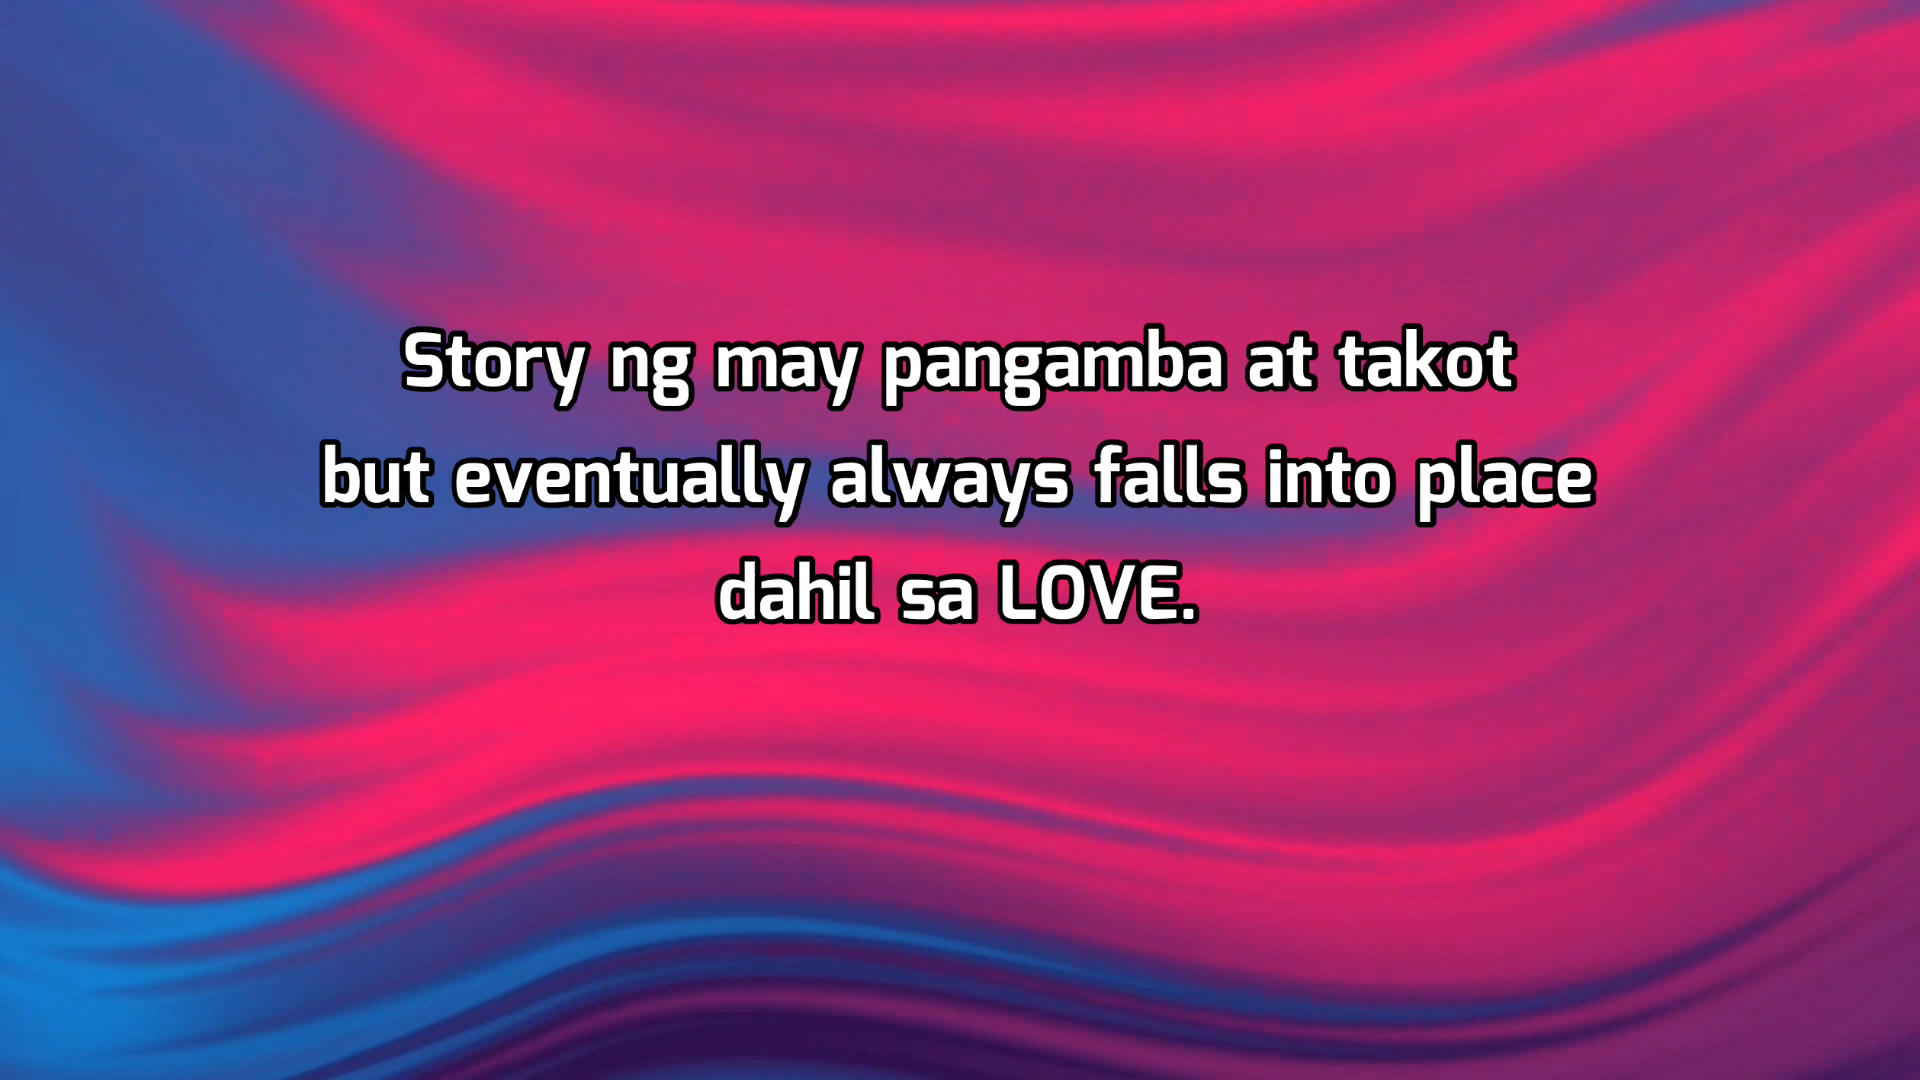 Story ng may pangamba at takot
but eventually always falls into place
dahil sa LOVE.